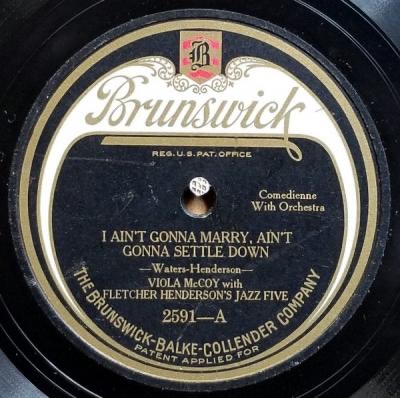 B
Brunswick
REG. U.S. PAT. OFFICE
Comedienne
With Orchestra
I AIN'T GONNA MARRY, AIN'T
GONNA SETTLE DOWN
—Waters-Henderson—
VIOLA McCOY with
FLETCHER HENDERSON'S JAZZ FIVE
2591—A
THE BRUNSWICK-BALKE-COLLENDER COMPANY
PATENT APPLIED FOR